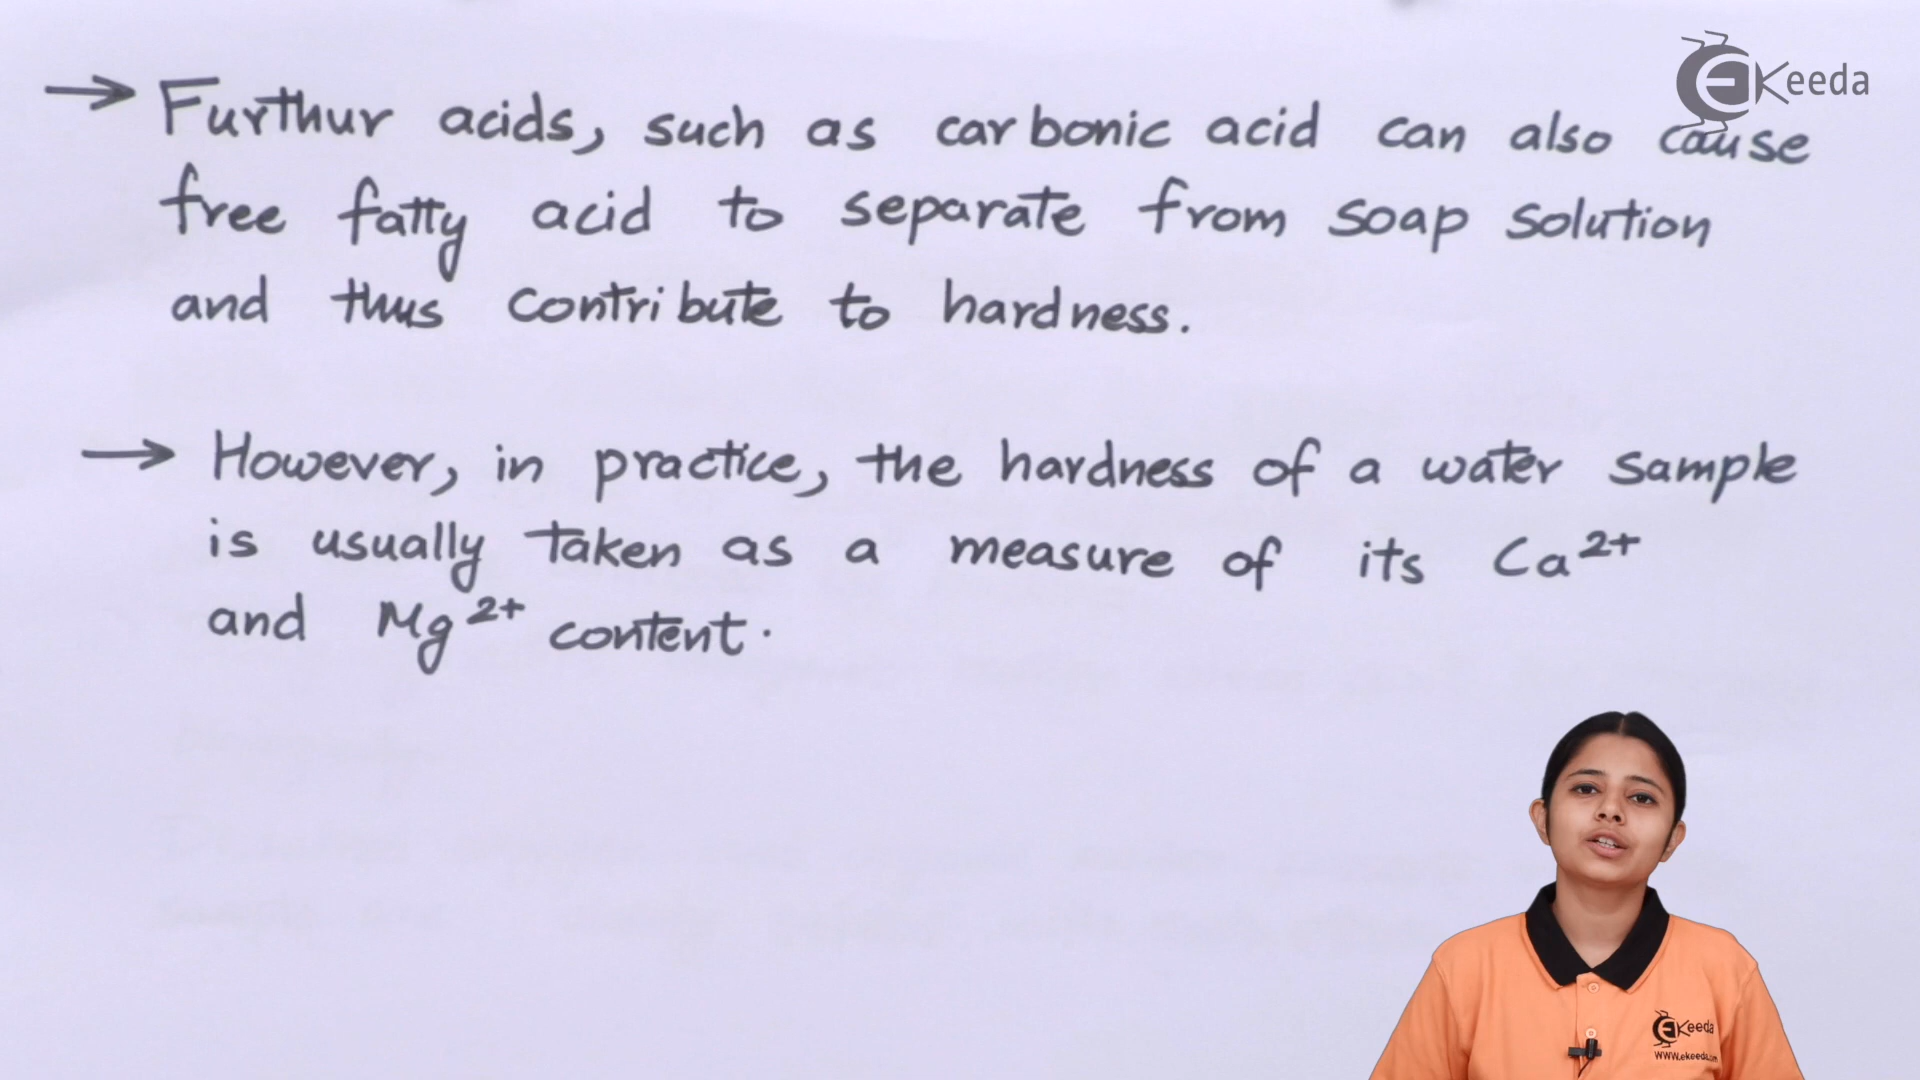 EKeeda
→ Furthur acids, such as carbonic acid can also cause
free fatty acid to separate from soap solution
and thus contribute to hardness.
→ However, in practice, the hardness of a water sample
is usually taken as a measure of its Ca²⁺
and Mg²⁺ content.
EKeeda
www.ekeeda.com